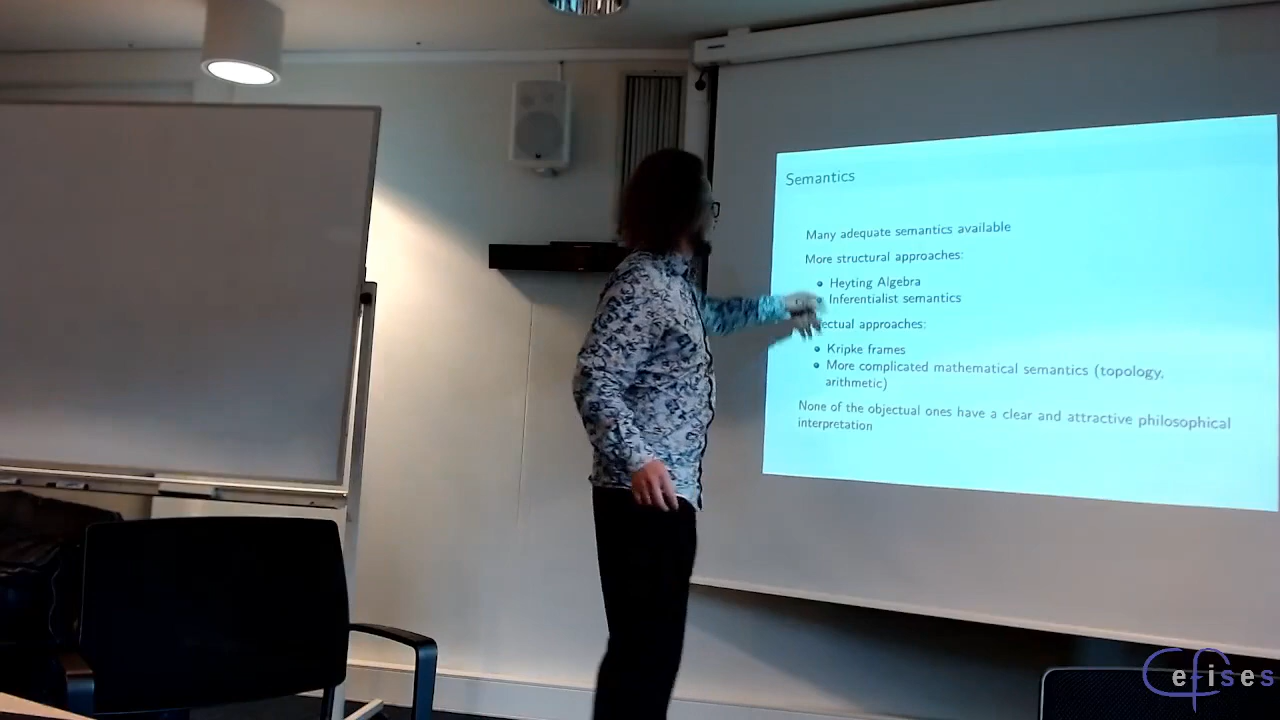 Semantics
Many adequate semantics available
More structural approaches:
Heyting Algebra
Inferentialist semantics
ectual approaches:
Kripke frames
More complicated mathematical semantics (topology,
arithmetic)
None of the objectual ones have a clear and attractive philosophical
interpretation
Cefises